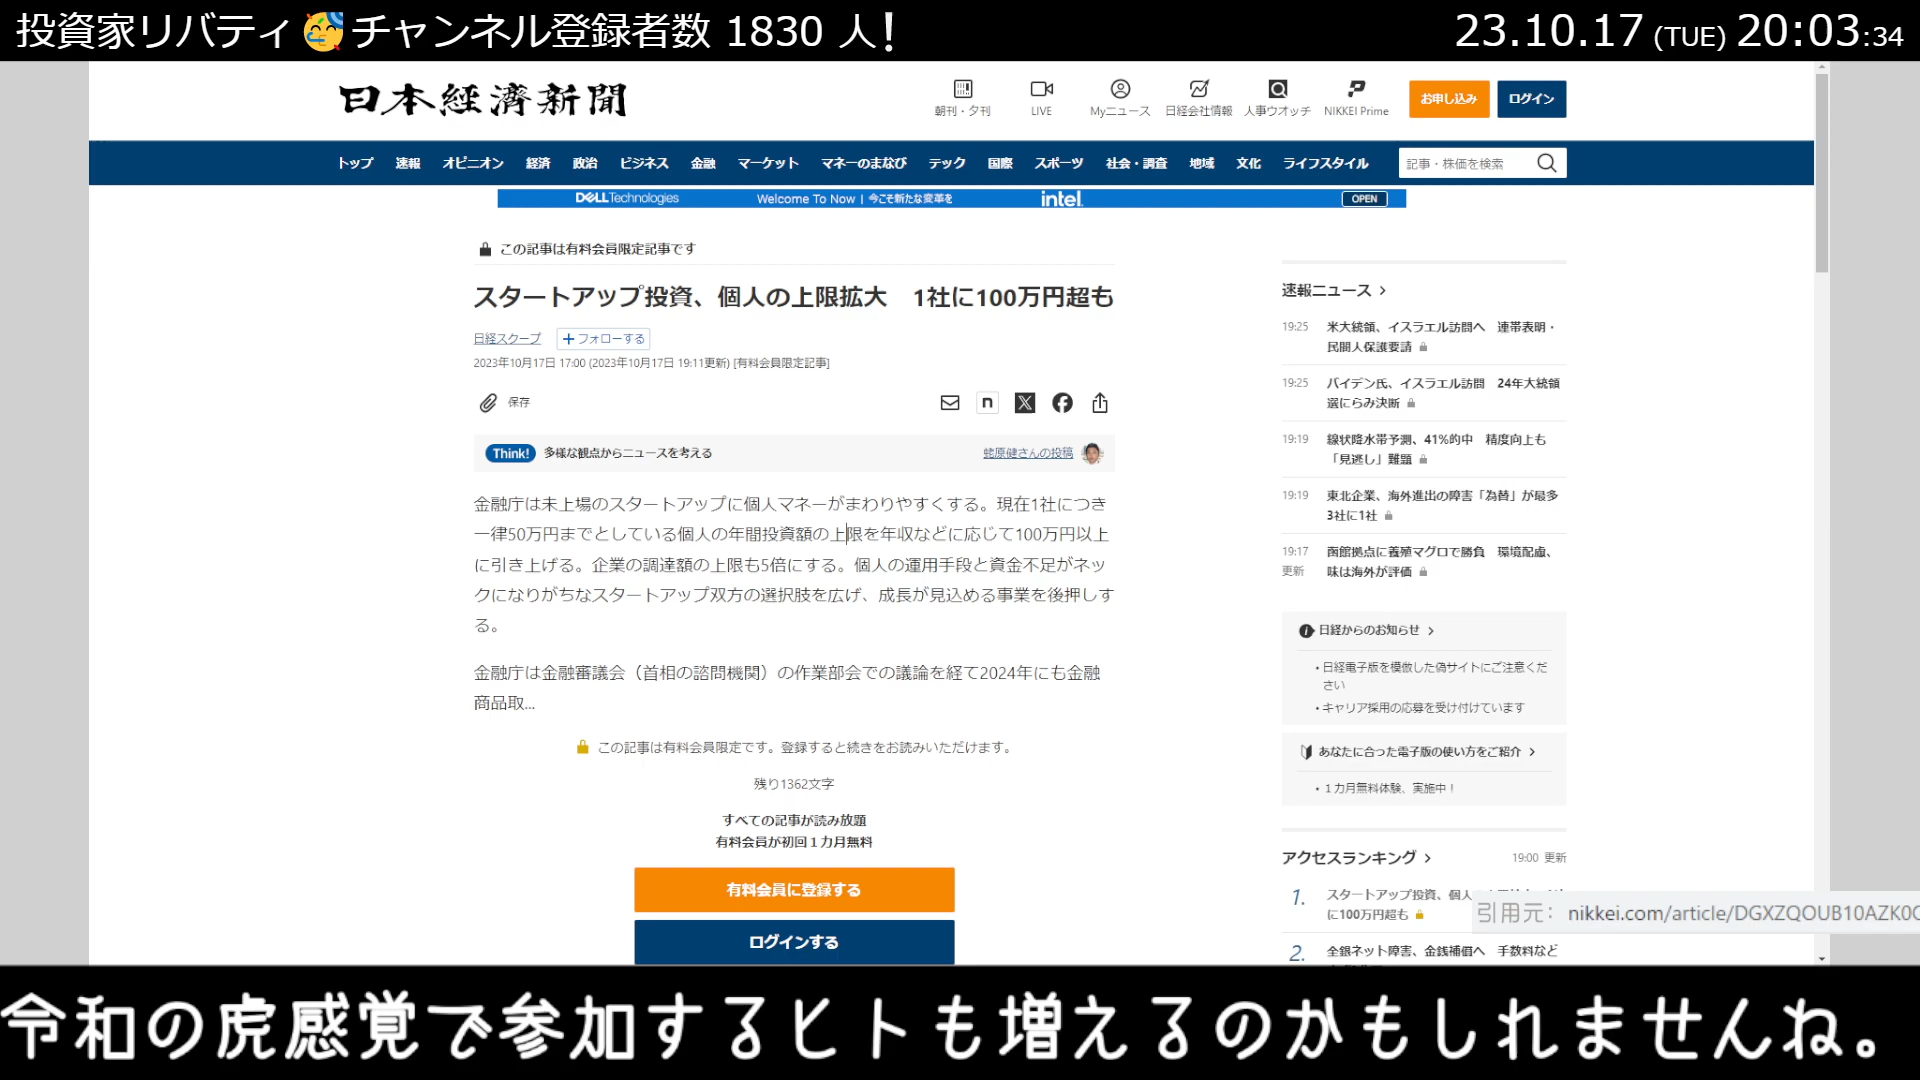 投資家リバティ🥳チャンネル登録者数 1830 人!
23.10.17 (TUE) 20:03:34
日本経済新聞
朝刊・夕刊
LIVE
Myニュース
日経会社情報
人事ウオッチ
NIKKEI Prime
お申し込み
ログイン
トップ 速報 オピニオン 経済 政治 ビジネス 金融 マーケット マネーのまなび テック 国際 スポーツ 社会・調査 地域 文化 ライフスタイル
記事・株価を検索
DELLTechnologies Welcome To Now | 今こそ新たな変革を intel. OPEN
この記事は有料会員限定記事です
スタートアップ投資、個人の上限拡大 1社に100万円超も
日経スクープ
+フォローする
2023年10月17日 17:00 (2023年10月17日 19:11更新) [有料会員限定記事]
保存
n
Think! 多様な観点からニュースを考える
蛯原健さんの投稿
金融庁は未上場のスタートアップに個人マネーがまわりやすくする。現在1社につき
一律50万円までとしている個人の年間投資額の上限を年収などに応じて100万円以上
に引き上げる。企業の調達額の上限も5倍にする。個人の運用手段と資金不足がネッ
クになりがちなスタートアップ双方の選択肢を広げ、成長が見込める事業を後押しす
る。
金融庁は金融審議会（首相の諮問機関）の作業部会での議論を経て2024年にも金融
商品取...
この記事は有料会員限定です。登録すると続きをお読みいただけます。
残り1362文字
すべての記事が読み放題
有料会員が初回１カ月無料
有料会員に登録する
ログインする
速報ニュース
19:25
米大統領、イスラエル訪問へ 連帯表明・
民間人保護要請
19:25
バイデン氏、イスラエル訪問 24年大統領
選にらみ決断
19:19
線状降水帯予測、41%的中 精度向上も
「見逃し」難題
19:19
東北企業、海外進出の障害「為替」が最多
3社に1社
19:17
更新
函館拠点に養殖マグロで勝負 環境配慮、
味は海外が評価
日経からのお知らせ
・日経電子版を模倣した偽サイトにご注意くだ
さい
・キャリア採用の応募を受け付けています
あなたに合った電子版の使い方をご紹介
・１カ月無料体験、実施中！
アクセスランキング
19:00 更新
1.
スタートアップ投資、個人
に100万円超も
引用元: nikkei.com/article/DGXZQOUB10AZK0
2.
全銀ネット障害、金銭補償へ 手数料など
令和の虎感覚で参加するヒトも増えるのかもしれませんね。